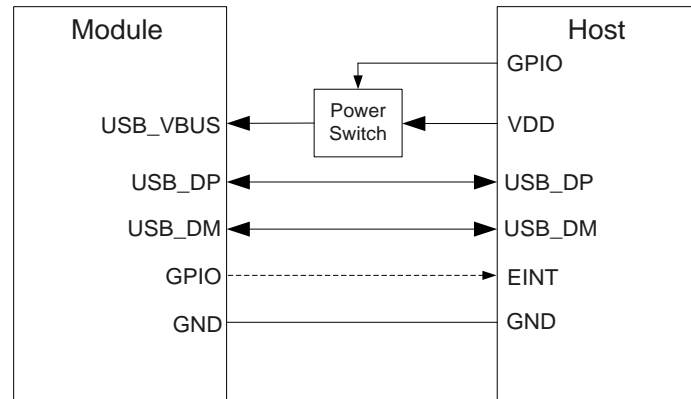 Module
Host
GPIO
Power
Switch
USB_VBUS
VDD
USB_DP
USB_DP
USB_DM
USB_DM
GPIO
EINT
GND
GND